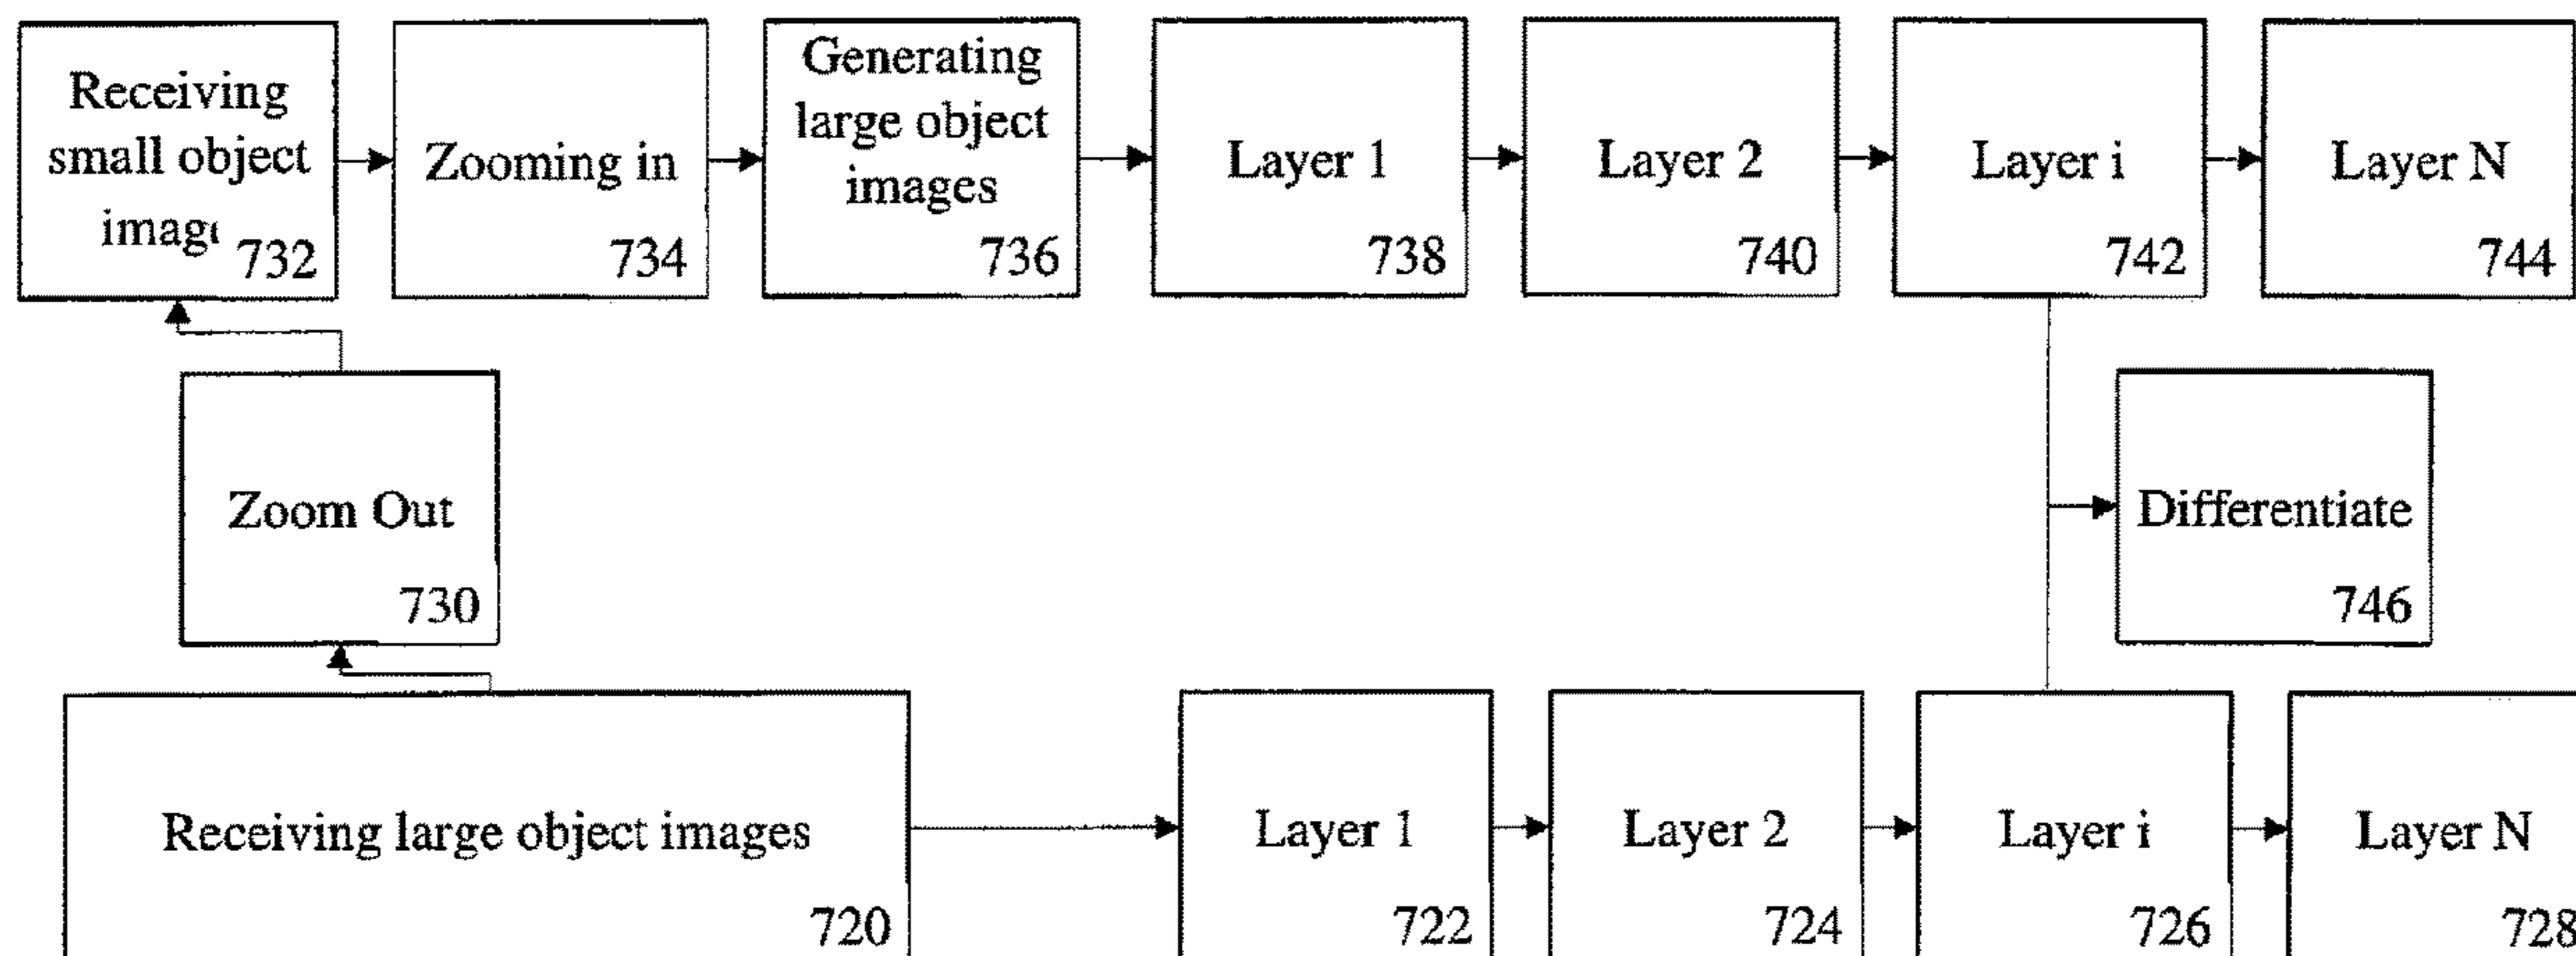 Receiving
small object
732
Zooming in
734
Generating
large object
images
736
Layer 1
738
Layer 2
740
Layer i
742
Layer N
744
Zoom Out
730
Differentiate
746
Receiving large object images
720
Layer 1
722
Layer 2
724
Layer i
726
Layer N
728